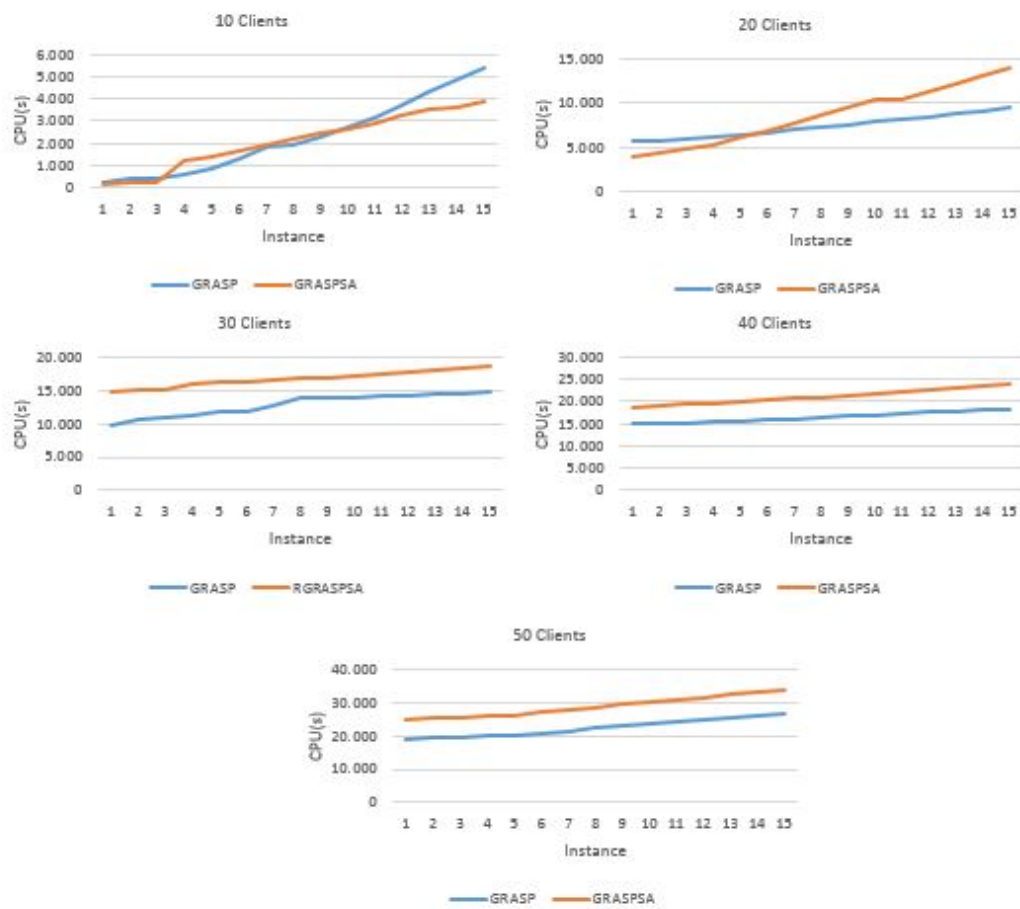 10 Clients
6.000
5.000
4.000
3.000
2.000
1.000
0
CPU(s)
1 2 3 4 5 6 7 8 9 10 11 12 13 14 15
Instance
GRASP GRASPSA
20 Clients
15.000
10.000
5.000
0
CPU(s)
1 2 3 4 5 6 7 8 9 10 11 12 13 14 15
Instance
GRASP GRASPSA
30 Clients
20.000
15.000
10.000
5.000
0
CPU(s)
1 2 3 4 5 6 7 8 9 10 11 12 13 14 15
Instance
GRASP RGRASPSA
40 Clients
30.000
25.000
20.000
15.000
10.000
5.000
0
CPU(s)
1 2 3 4 5 6 7 8 9 10 11 12 13 14 15
Instance
GRASP GRASPSA
50 Clients
40.000
30.000
20.000
10.000
0
CPU(s)
1 2 3 4 5 6 7 8 9 10 11 12 13 14 15
Instance
GRASP GRASPSA